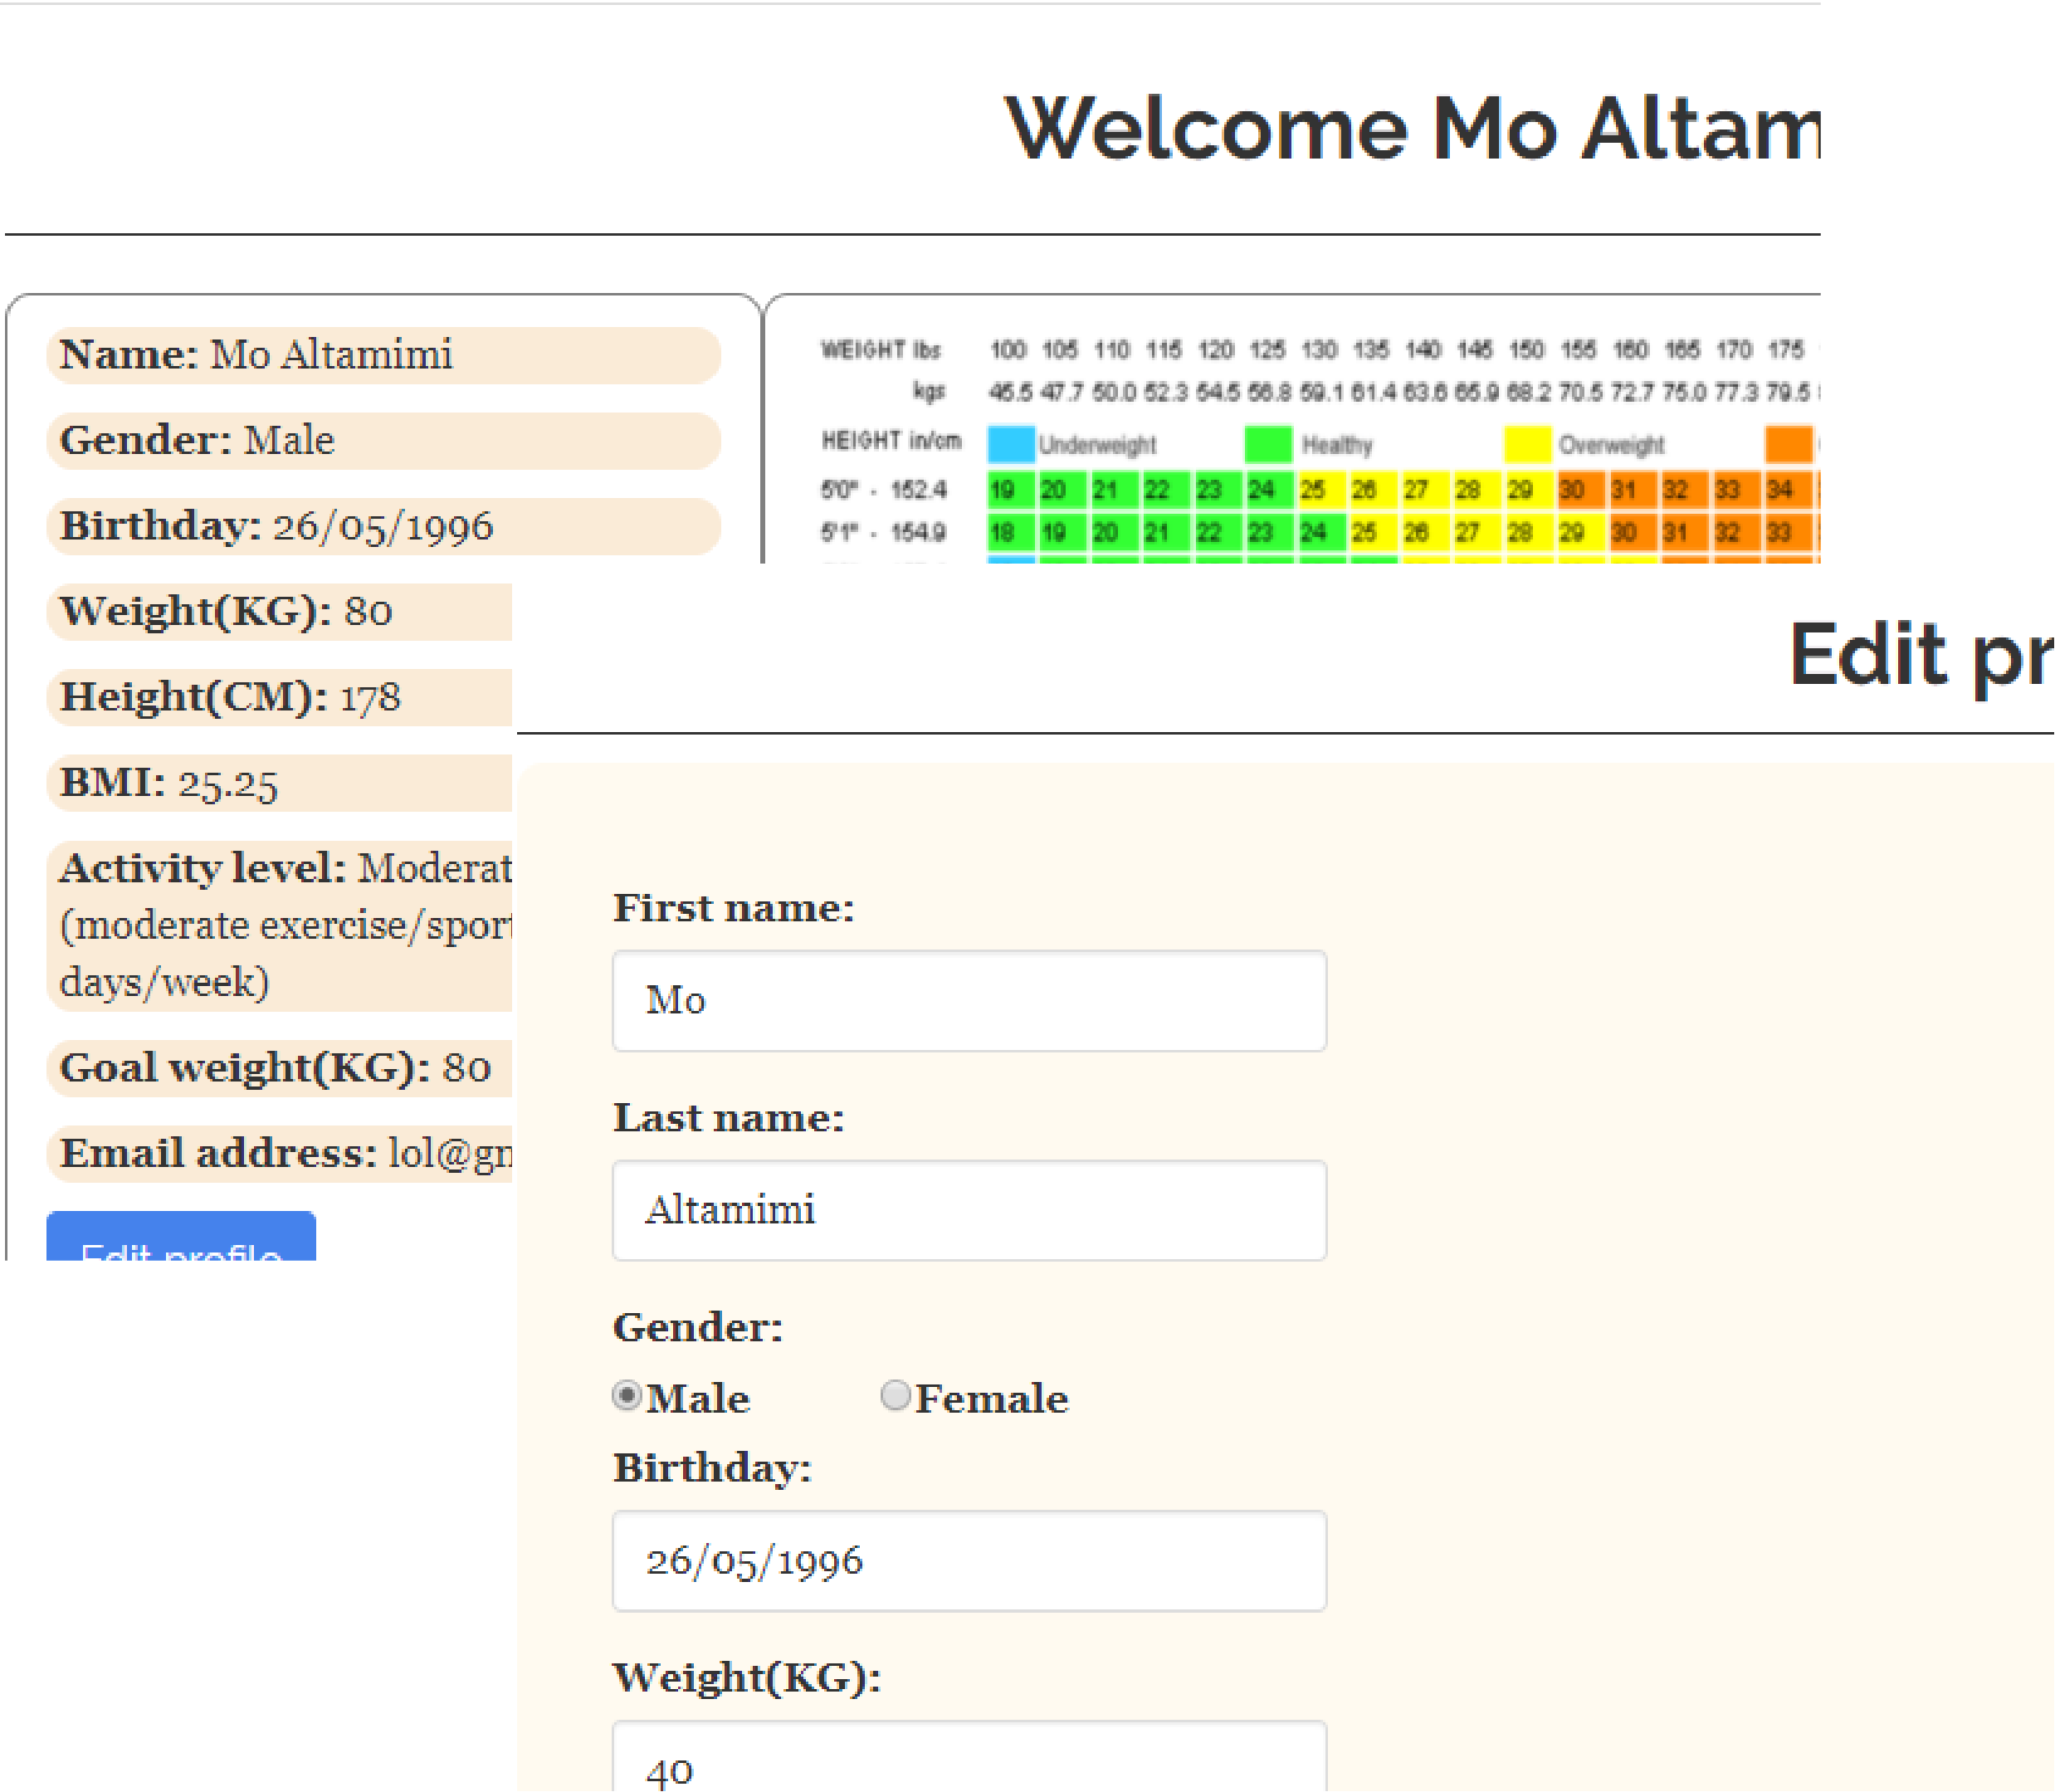 Welcome Mo Altam
Name: Mo Altamimi
Gender: Male
Birthday: 26/05/1996
Weight(KG): 80
Height(CM): 178
BMI: 25.25
Activity level: Moderat
(moderate exercise/sport
days/week)
Goal weight(KG): 80
Email address: lol@gm
Edit profile
WEIGHT lbs 100 105 110 115 120 125 130 135 140 145 150 155 160 165 170 175
kgs 45.5 47.7 50.0 52.3 54.5 56.8 59.1 61.4 63.6 65.9 68.2 70.5 72.7 75.0 77.3 79.5
HEIGHT in/cm Underweight Healthy Overweight
5'0" - 152.4 19 20 21 22 23 24 25 26 27 28 29 30 31 32 33 34
5'1" - 154.9 18 19 20 21 22 23 24 25 26 27 28 29 30 31 32 33
Edit pr
First name:
Mo
Last name:
Altamimi
Gender:
Male Female
Birthday:
26/05/1996
Weight(KG):
40